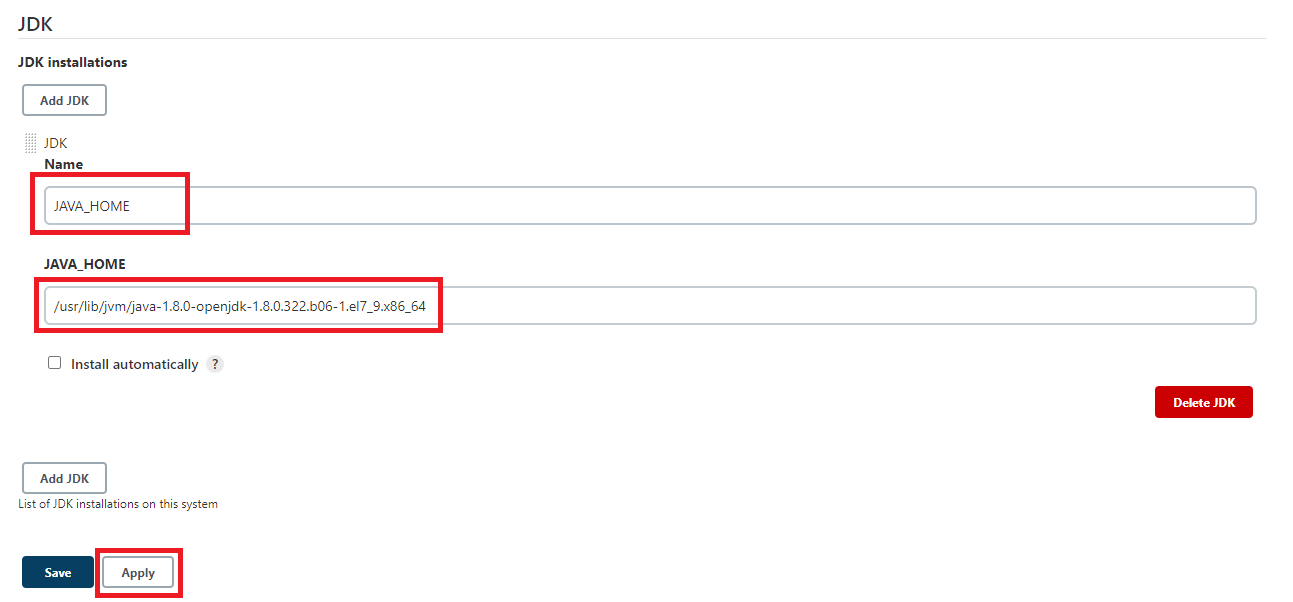 JDK
JDK installations
Add JDK
JDK
Name
JAVA_HOME
JAVA_HOME
/usr/lib/jvm/java-1.8.0-openjdk-1.8.0.322.b06-1.el7_9.x86_64
Install automatically ?
Delete JDK
Add JDK
List of JDK installations on this system
Save Apply